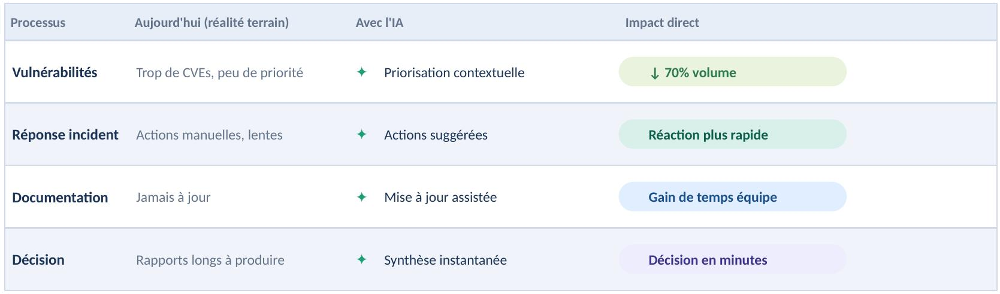 Processus Aujourd'hui (réalité terrain) Avec l'IA Impact direct
Vulnérabilités Trop de CVEs, peu de priorité ✦ Priorisation contextuelle ↓ 70% volume
Réponse incident Actions manuelles, lentes ✦ Actions suggérées Réaction plus rapide
Documentation Jamais à jour ✦ Mise à jour assistée Gain de temps équipe
Décision Rapports longs à produire ✦ Synthèse instantanée Décision en minutes